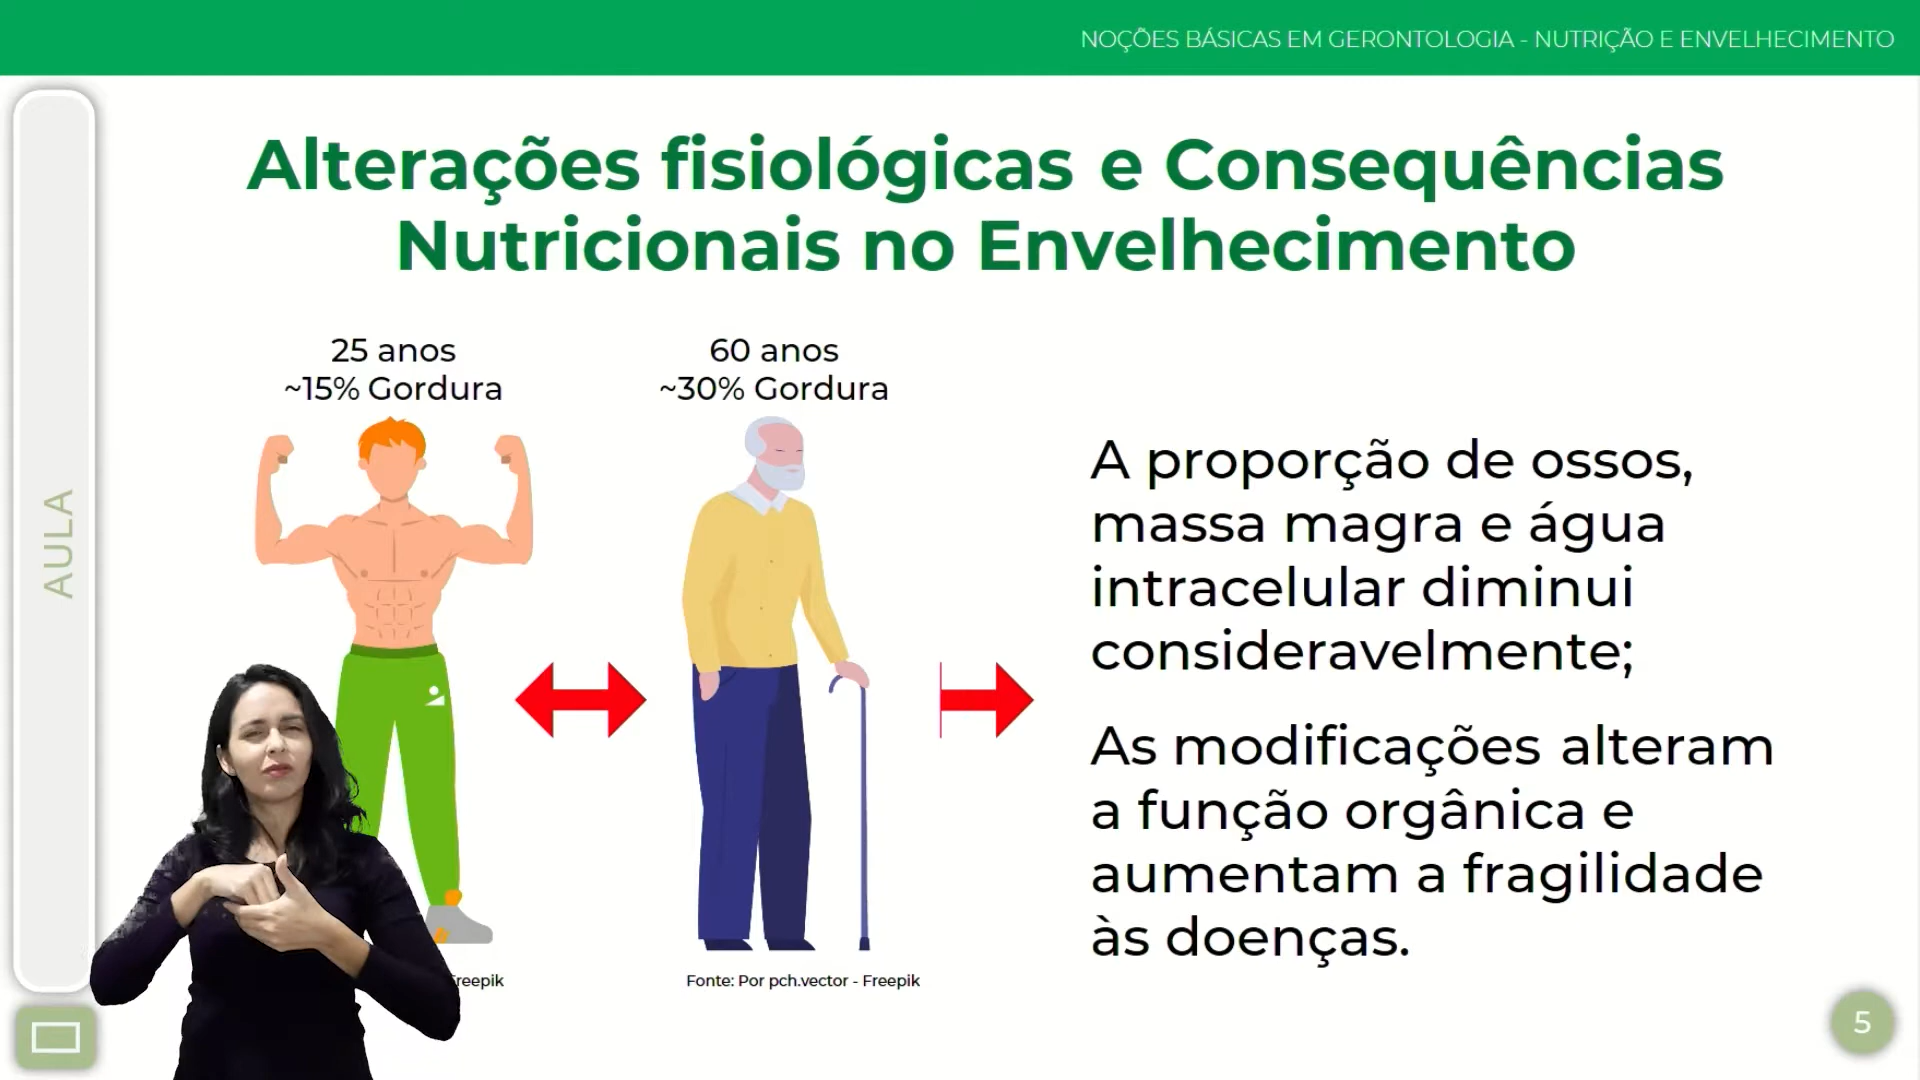 NOÇÕES BÁSICAS EM GERONTOLOGIA - NUTRIÇÃO E ENVELHECIMENTO
AULA
Alterações fisiológicas e Consequências
Nutricionais no Envelhecimento
25 anos
~15% Gordura
60 anos
~30% Gordura
A proporção de ossos,
massa magra e água
intracelular diminui
consideravelmente;
As modificações alteram
a função orgânica e
aumentam a fragilidade
às doenças.
Freepik
Fonte: Por pch.vector - Freepik
5